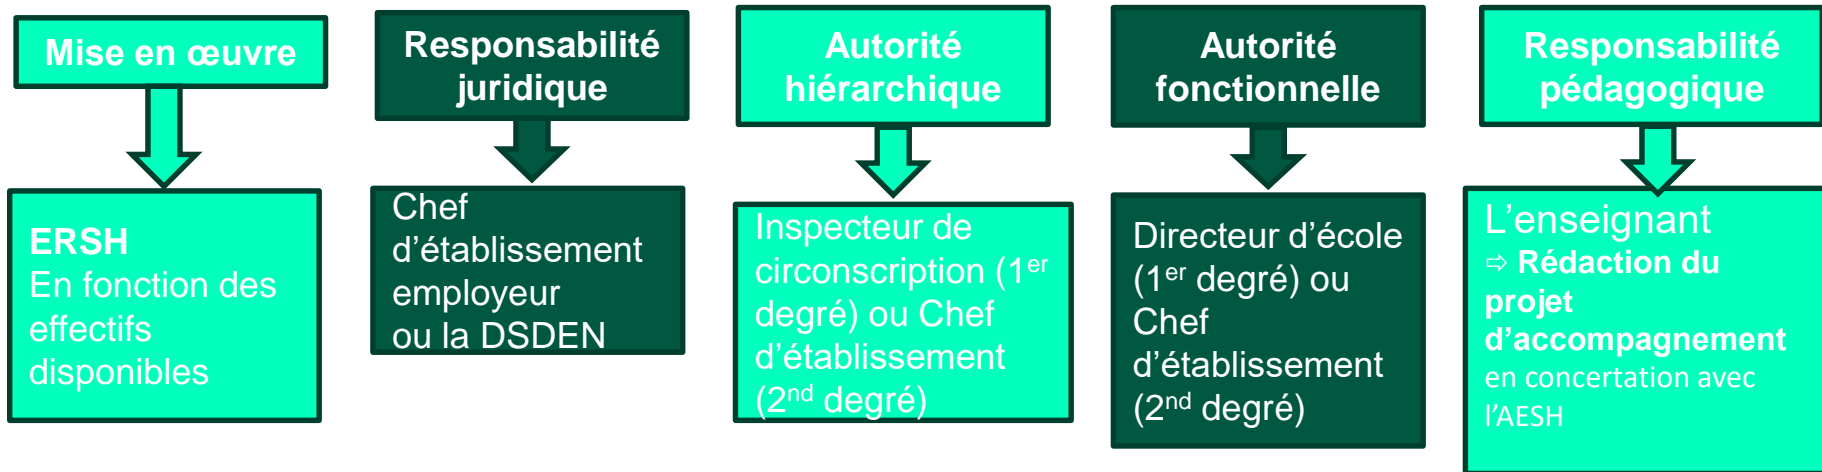 Mise en œuvre
ERSH
En fonction des
effectifs
disponibles
Responsabilité
juridique
Chef
d’établissement
employeur
ou la DSDEN
Autorité
hiérarchique
Inspecteur de
circonscription (1er
degré) ou Chef
d’établissement
(2nd degré)
Autorité
fonctionnelle
Directeur d’école
(1er degré) ou
Chef
d’établissement
(2nd degré)
Responsabilité
pédagogique
L’enseignant
⇨ Rédaction du
projet
d’accompagnement
en concertation avec
l’AESH